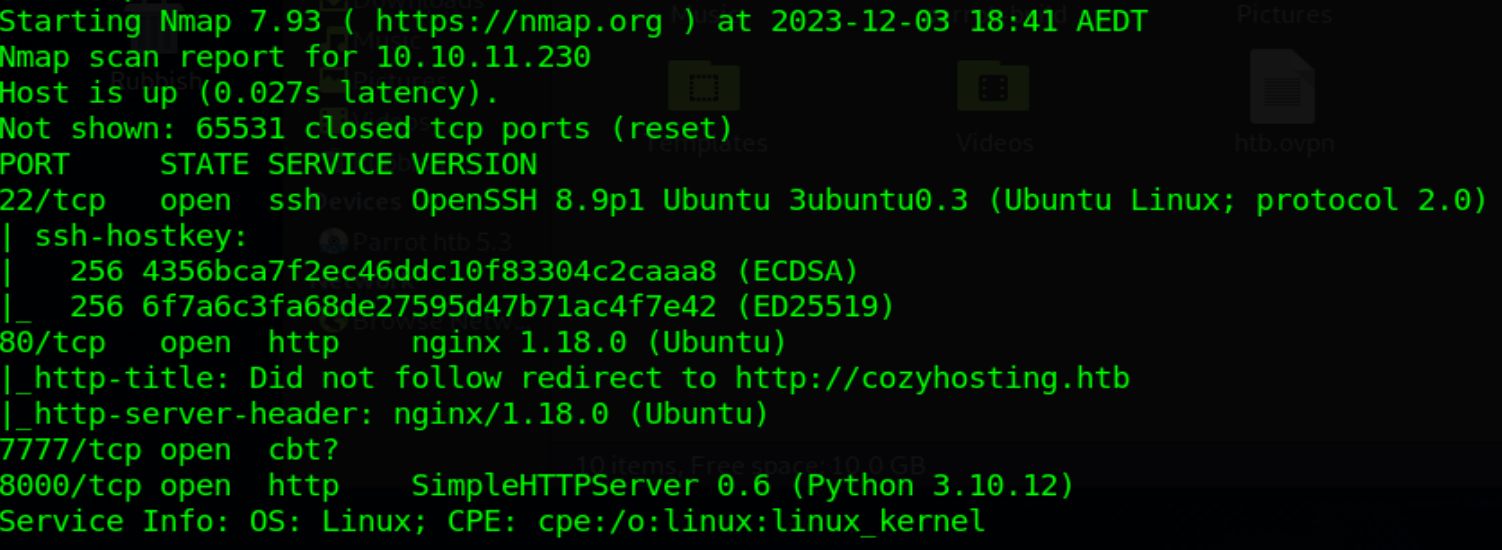 Starting Nmap 7.93 ( https://nmap.org ) at 2023-12-03 18:41 AEDT
Nmap scan report for 10.10.11.230
Host is up (0.027s latency).
Not shown: 65531 closed tcp ports (reset)
PORT     STATE SERVICE VERSION
22/tcp   open  ssh     OpenSSH 8.9p1 Ubuntu 3ubuntu0.3 (Ubuntu Linux; protocol 2.0)
| ssh-hostkey:
|   256 4356bca7f2ec46ddc10f83304c2caaa8 (ECDSA)
|_  256 6f7a6c3fa68de27595d47b71ac4f7e42 (ED25519)
80/tcp   open  http    nginx 1.18.0 (Ubuntu)
|_http-title: Did not follow redirect to http://cozyhosting.htb
|_http-server-header: nginx/1.18.0 (Ubuntu)
7777/tcp open  cbt?
8000/tcp open  http    SimpleHTTPServer 0.6 (Python 3.10.12)
Service Info: OS: Linux; CPE: cpe:/o:linux:linux_kernel
Downloads
Music
Pictures
Rubbish
Pictures
Templates
Videos
htb.ovpn
Devices
Parrot htb 5.3
10 items, Free space: 10.0 GB